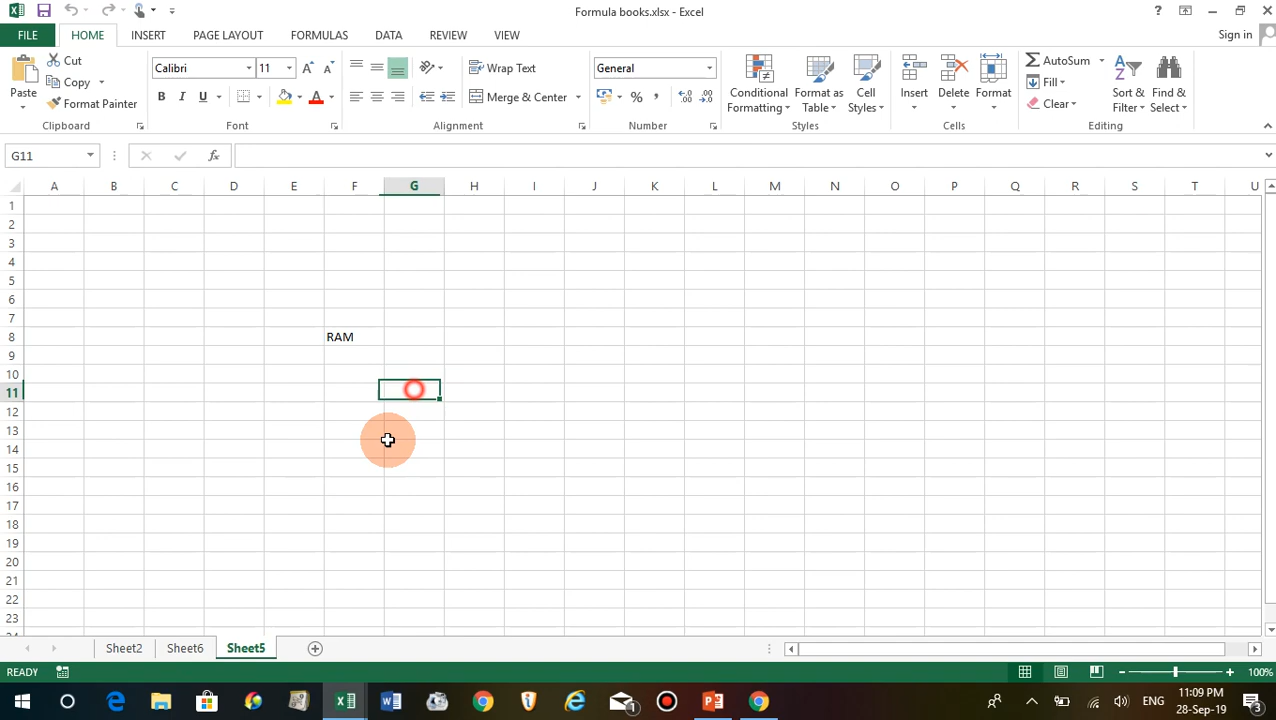 Formula books.xlsx - Excel
?
FILE HOME INSERT PAGE LAYOUT FORMULAS DATA REVIEW VIEW
Sign in
Paste
Cut
Copy
Format Painter
Clipboard
Calibri 11
B I U A
Font
Wrap Text
Merge & Center
Alignment
General
% ,
Number
Conditional Formatting
Format as Table
Cell Styles
Styles
Insert Delete Format
Cells
AutoSum
Fill
Clear
Sort & Filter
Find & Select
Editing
G11
fx
A B C D E F G H I J K L M N O P Q R S T U
1
2
3
4
5
6
7
8 RAM
9
10
11
12
13
14
15
16
17
18
19
20
21
22
23
Sheet2 Sheet6 Sheet5
READY
100%
ENG
11:09 PM
28-Sep-19
1
3